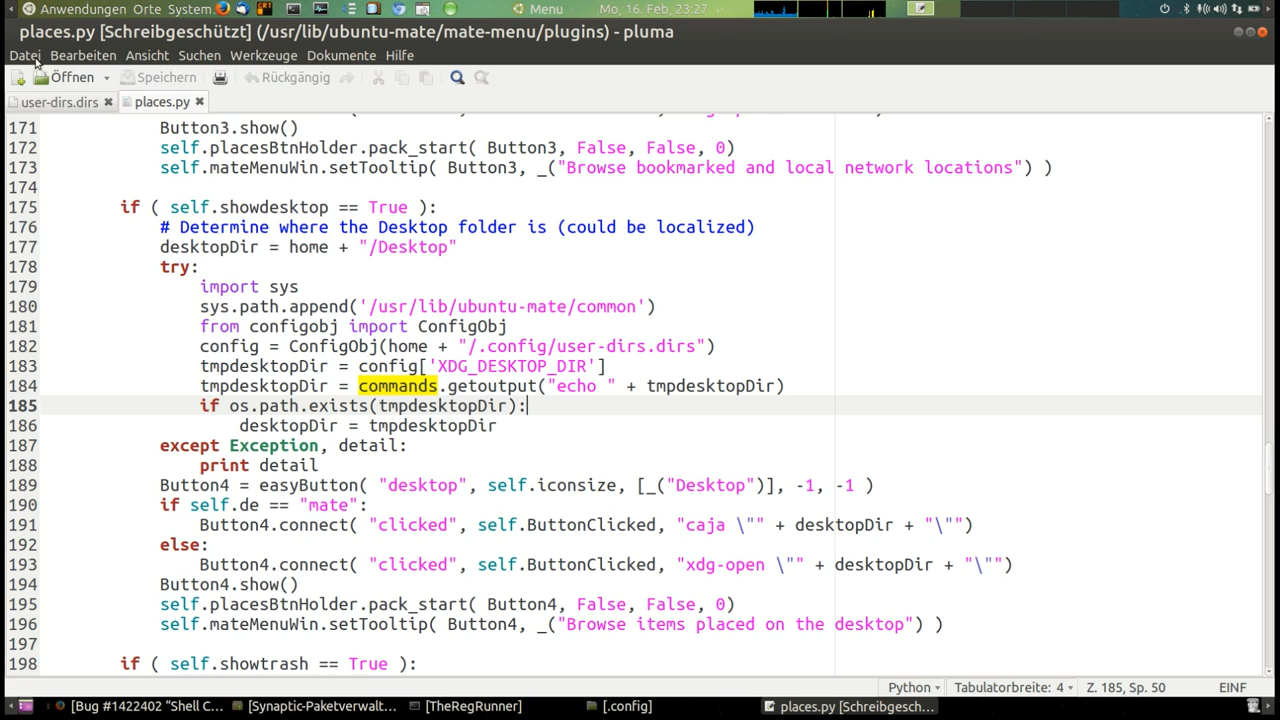 Anwendungen Orte System Menu Mo, 16. Feb, 23:27
places.py [Schreibgeschützt] (/usr/lib/ubuntu-mate/mate-menu/plugins) - pluma
Datei Bearbeiten Ansicht Suchen Werkzeuge Dokumente Hilfe
Öffnen Speichern Rückgängig
user-dirs.dirs places.py
171 Button3.show()
172 self.placesBtnHolder.pack_start( Button3, False, False, 0)
173 self.mateMenuWin.setTooltip( Button3, _("Browse bookmarked and local network locations") )
174
175 if ( self.showdesktop == True ):
176 # Determine where the Desktop folder is (could be localized)
177 desktopDir = home + "/Desktop"
178 try:
179 import sys
180 sys.path.append('/usr/lib/ubuntu-mate/common')
181 from configobj import ConfigObj
182 config = ConfigObj(home + "/.config/user-dirs.dirs")
183 tmpdesktopDir = config['XDG_DESKTOP_DIR']
184 tmpdesktopDir = commands.getoutput("echo " + tmpdesktopDir)
185 if os.path.exists(tmpdesktopDir):
186 desktopDir = tmpdesktopDir
187 except Exception, detail:
188 print detail
189 Button4 = easyButton( "desktop", self.iconsize, [_("Desktop")], -1, -1 )
190 if self.de == "mate":
191 Button4.connect( "clicked", self.ButtonClicked, "caja \"" + desktopDir + "\"")
192 else:
193 Button4.connect( "clicked", self.ButtonClicked, "xdg-open \"" + desktopDir + "\"")
194 Button4.show()
195 self.placesBtnHolder.pack_start( Button4, False, False, 0)
196 self.mateMenuWin.setTooltip( Button4, _("Browse items placed on the desktop") )
197
198 if ( self.showtrash == True ):
Python Tabulatorbreite: 4 Z. 185, Sp. 50 EINF
[Bug #1422402 "Shell C... [Synaptic-Paketverwalt... [TheRegRunner] [.config] places.py [Schreibgesch...